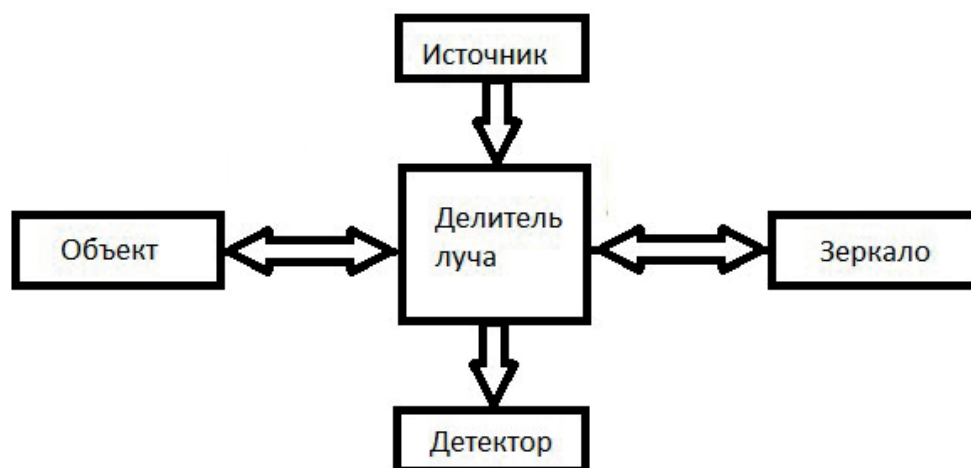 Источник
Делитель
луча
Объект
Зеркало
Детектор